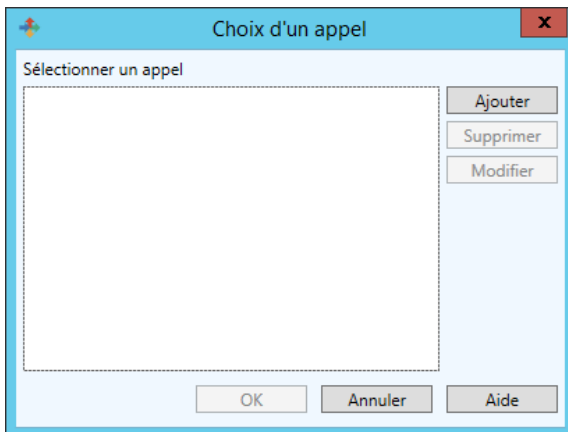 Choix d'un appel
x
Sélectionner un appel
Ajouter
Supprimer
Modifier
OK Annuler Aide